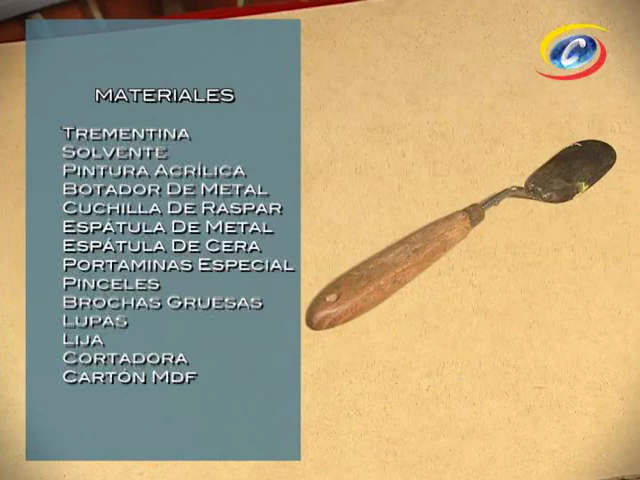 MATERIALES
TREMENTINA
SOLVENTE
PINTURA ACRÍLICA
BOTADOR DE METAL
CUCHILLA DE RASPAR
ESPÁTULA DE METAL
ESPÁTULA DE CERA
PORTAMINAS ESPECIAL
PINCELES
BROCHAS GRUESAS
LUPAS
LIJA
CORTADORA
CARTÓN MDF
C